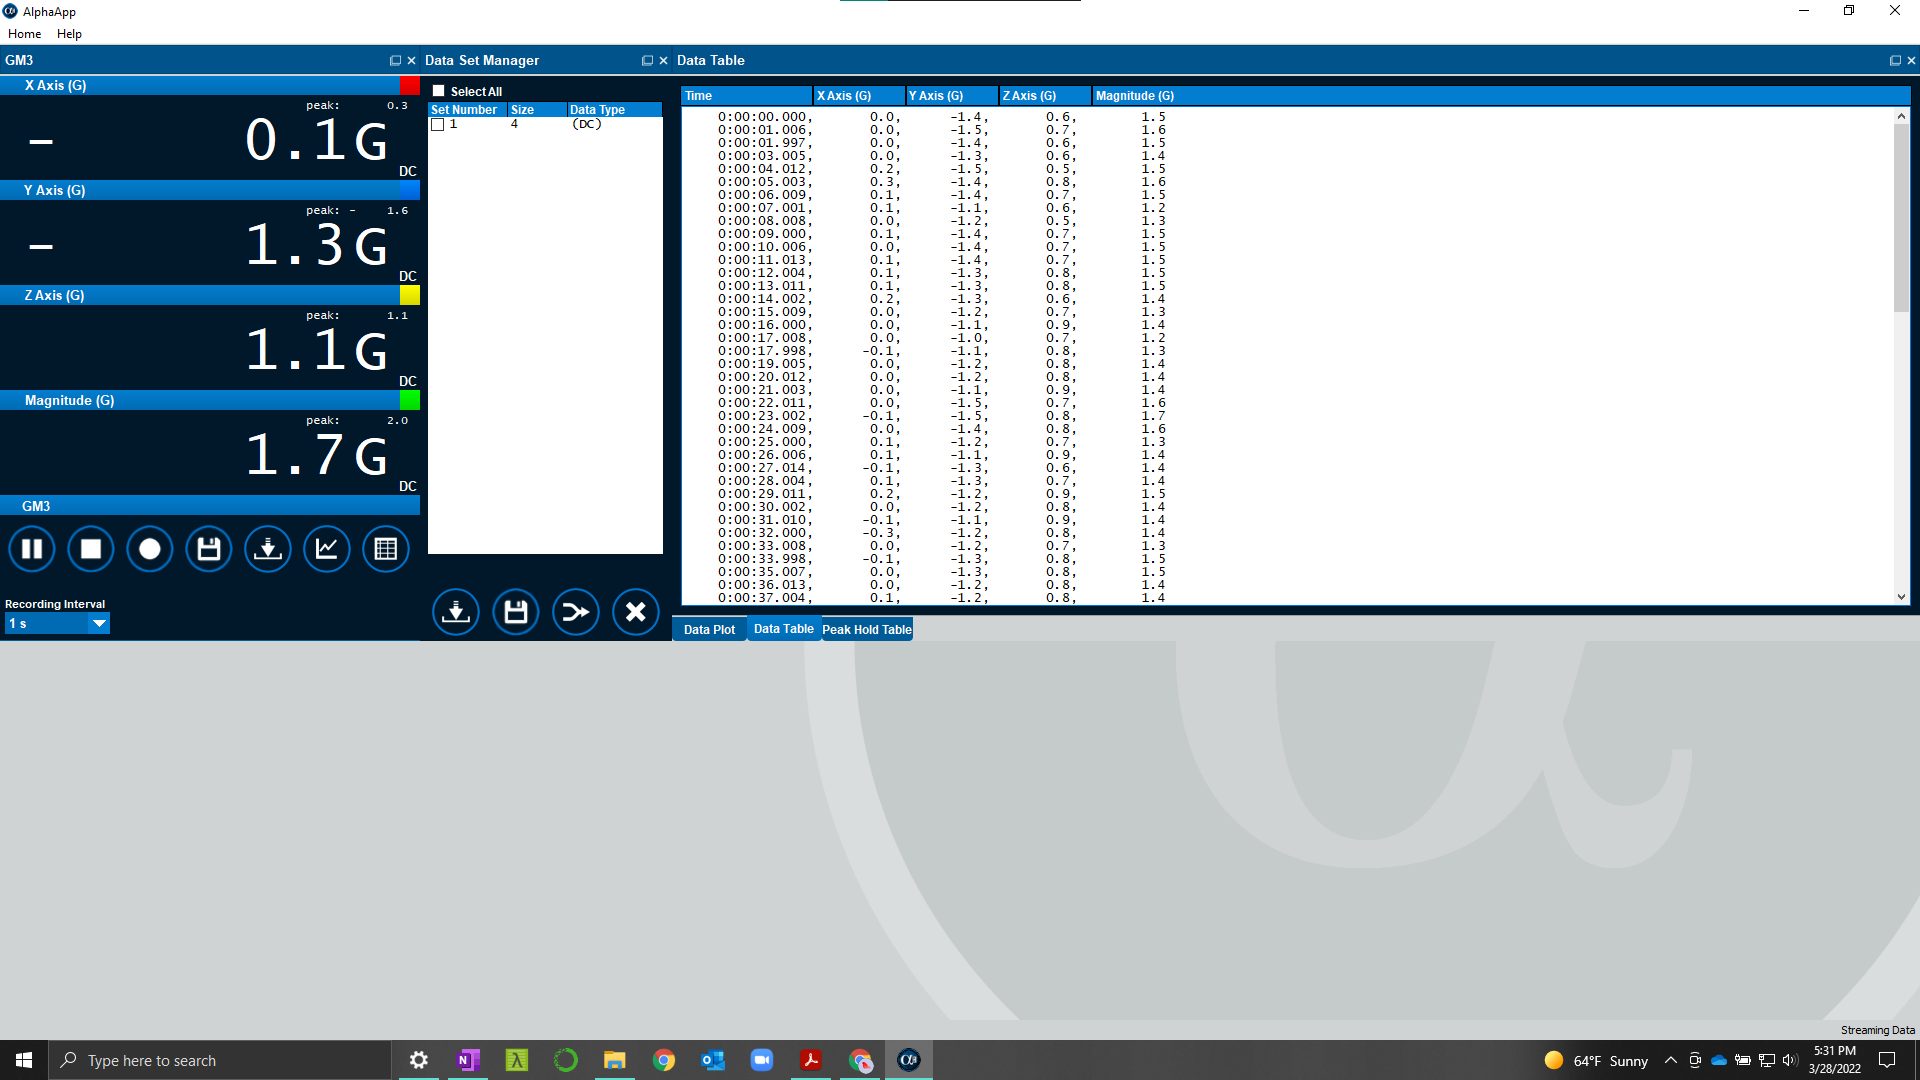 AlphaApp
Home Help
GM3
X Axis (G)
peak: 0.3
- 0.1G
DC
Y Axis (G)
peak: - 1.6
- 1.3G
DC
Z Axis (G)
peak: 1.1
1.1G
DC
Magnitude (G)
peak: 2.0
1.7G
DC
GM3
Recording Interval
1 s
Data Set Manager
Select All
Set Number Size Data Type
1 4 (DC)
Data Table
Time X Axis (G) Y Axis (G) Z Axis (G) Magnitude (G)
0:00:00.000, 0.0, -1.4, 0.6, 1.5
0:00:01.006, 0.0, -1.5, 0.7, 1.6
0:00:01.997, 0.0, -1.4, 0.6, 1.5
0:00:03.005, 0.0, -1.3, 0.6, 1.4
0:00:04.012, 0.2, -1.5, 0.5, 1.5
0:00:05.003, 0.3, -1.4, 0.8, 1.6
0:00:06.009, 0.1, -1.4, 0.7, 1.5
0:00:07.001, 0.1, -1.1, 0.6, 1.2
0:00:08.008, 0.0, -1.2, 0.5, 1.3
0:00:09.000, 0.1, -1.4, 0.7, 1.5
0:00:10.006, 0.0, -1.4, 0.7, 1.5
0:00:11.013, 0.1, -1.4, 0.7, 1.5
0:00:12.004, 0.1, -1.3, 0.8, 1.5
0:00:13.011, 0.1, -1.3, 0.8, 1.5
0:00:14.002, 0.2, -1.3, 0.6, 1.4
0:00:15.009, 0.0, -1.2, 0.7, 1.3
0:00:16.000, 0.0, -1.1, 0.9, 1.4
0:00:17.008, 0.0, -1.0, 0.7, 1.2
0:00:17.998, -0.1, -1.1, 0.8, 1.3
0:00:19.005, 0.0, -1.2, 0.8, 1.4
0:00:20.012, 0.0, -1.2, 0.8, 1.4
0:00:21.003, 0.0, -1.1, 0.9, 1.4
0:00:22.011, 0.0, -1.5, 0.7, 1.6
0:00:23.002, -0.1, -1.5, 0.8, 1.7
0:00:24.009, 0.0, -1.4, 0.8, 1.6
0:00:25.000, 0.1, -1.2, 0.7, 1.3
0:00:26.006, 0.1, -1.1, 0.9, 1.4
0:00:27.014, -0.1, -1.3, 0.6, 1.4
0:00:28.004, 0.1, -1.3, 0.7, 1.4
0:00:29.011, 0.2, -1.2, 0.9, 1.5
0:00:30.002, 0.0, -1.2, 0.8, 1.4
0:00:31.010, -0.1, -1.1, 0.9, 1.4
0:00:32.000, -0.3, -1.2, 0.8, 1.4
0:00:33.008, 0.0, -1.2, 0.7, 1.3
0:00:33.998, -0.1, -1.3, 0.8, 1.5
0:00:35.007, 0.0, -1.3, 0.8, 1.5
0:00:36.013, 0.0, -1.2, 0.8, 1.4
0:00:37.004, 0.1, -1.2, 0.8, 1.4
Data Plot Data Table Peak Hold Table
Streaming Data
Type here to search
64°F Sunny
5:31 PM
3/28/2022